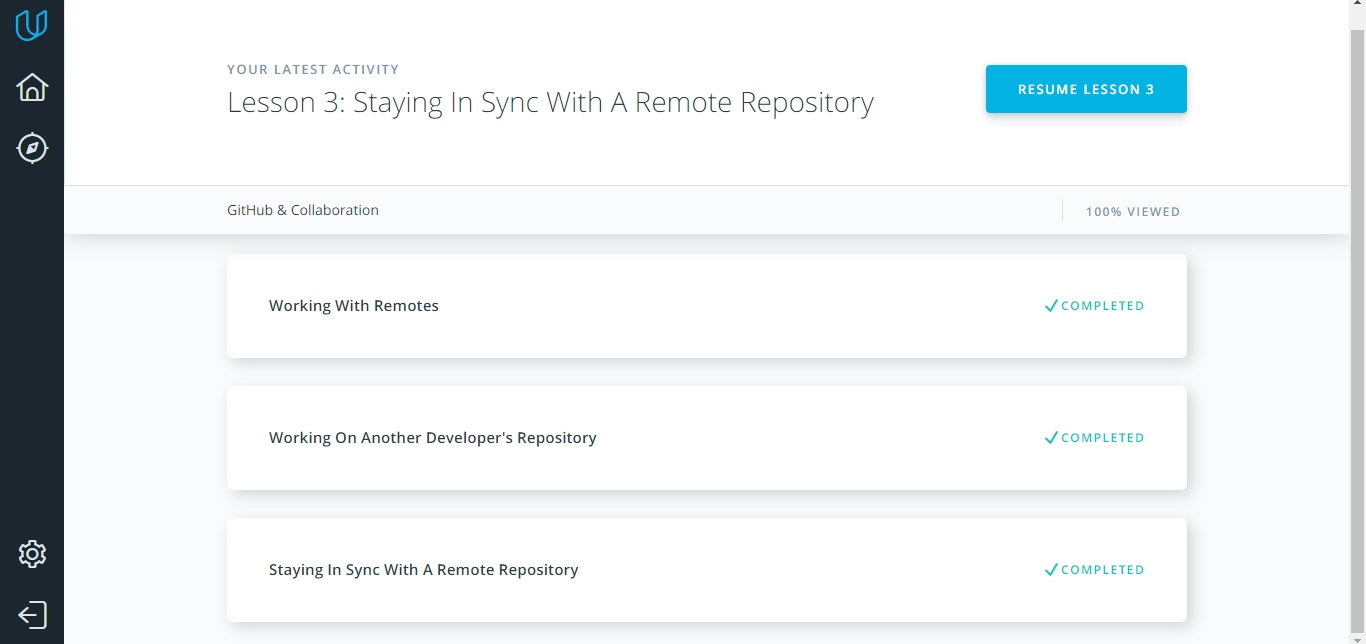 YOUR LATEST ACTIVITY
Lesson 3: Staying In Sync With A Remote Repository
RESUME LESSON 3
GitHub & Collaboration
100% VIEWED
Working With Remotes
COMPLETED
Working On Another Developer's Repository
COMPLETED
Staying In Sync With A Remote Repository
COMPLETED